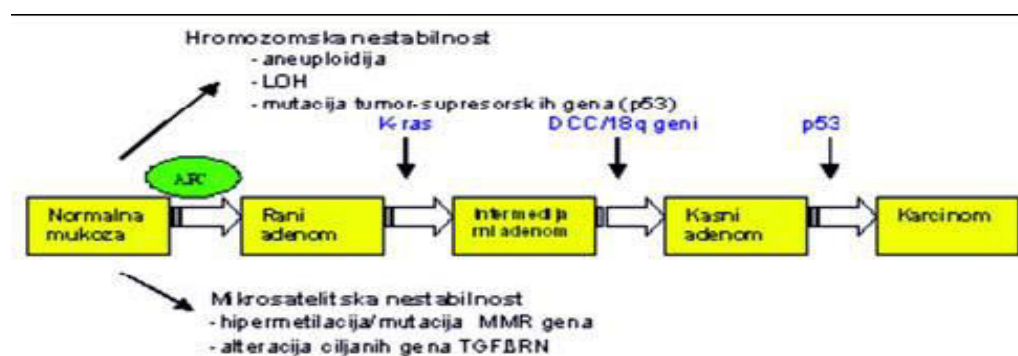 Hromozomska nestabilnost
- aneuploidija
- LOH
- mutacija tumor-supresorskih gena (p53)
K-ras
DCC/18q geni
p53
APC
Normalna
mukoza
Rani
adenom
Intermedija
rni adenom
Kasni
adenom
Karcinom
Mikrosatelitska nestabilnost
- hipermetilacija/mutacija MMR gena
- alteracija ciljanih gena TGFβRN